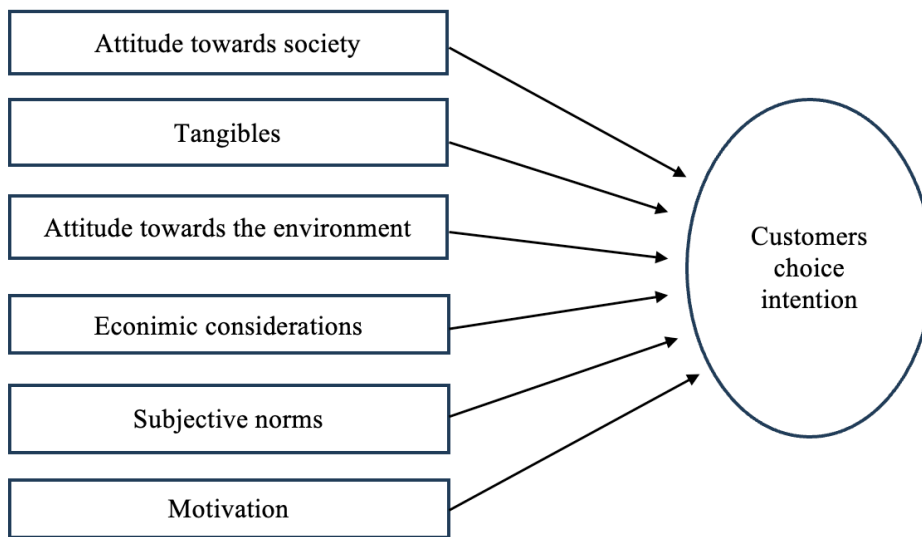 Attitude towards society
Tangibles
Attitude towards the environment
Econimic considerations
Subjective norms
Motivation
Customers
choice
intention